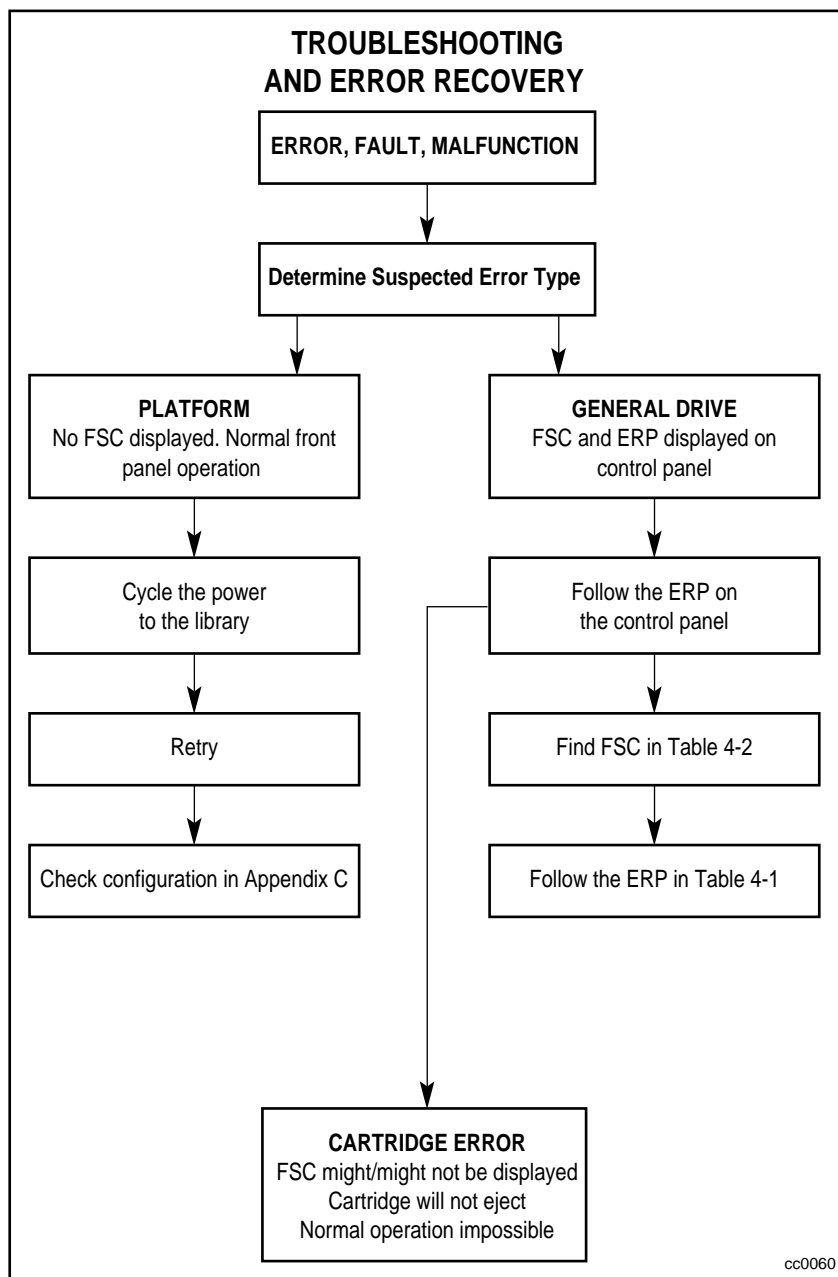 TROUBLESHOOTING
AND ERROR RECOVERY
ERROR, FAULT, MALFUNCTION
Determine Suspected Error Type
PLATFORM
No FSC displayed. Normal front
panel operation
GENERAL DRIVE
FSC and ERP displayed on
control panel
Cycle the power
to the library
Follow the ERP on
the control panel
Retry
Find FSC in Table 4-2
Check configuration in Appendix C
Follow the ERP in Table 4-1
CARTRIDGE ERROR
FSC might/might not be displayed
Cartridge will not eject
Normal operation impossible
cc0060